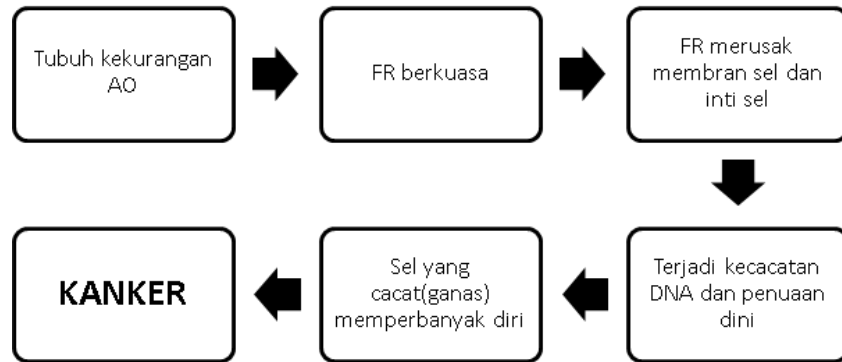 Tubuh kekurangan
AO
FR berkuasa
FR merusak
membran sel dan
inti sel
Terjadi kecacatan
DNA dan penuaan
dini
Sel yang
cacat(ganas)
memperbanyak diri
KANKER